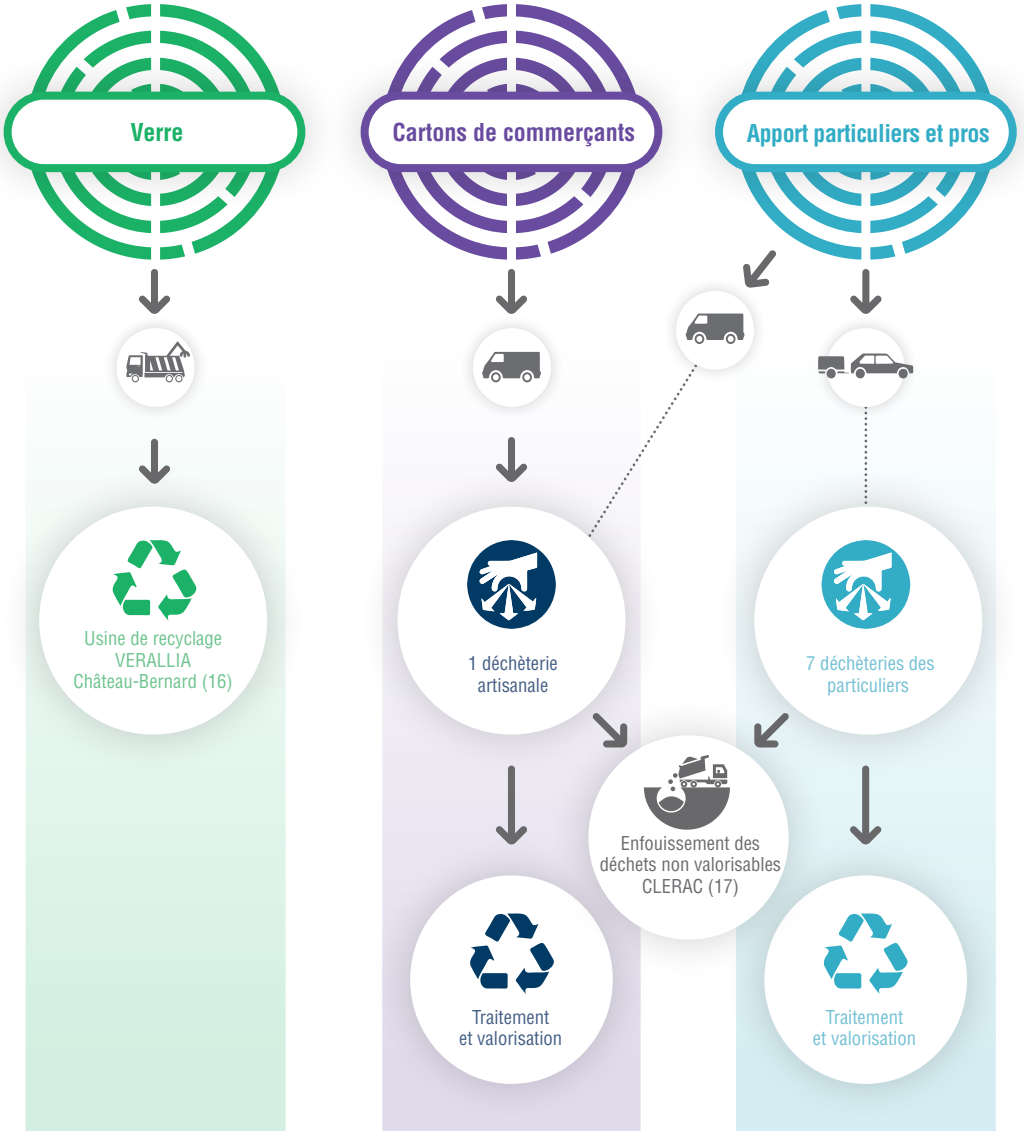 Verre
Cartons de commerçants
Apport particuliers et pros
Usine de recyclage
VERALLIA
Château-Bernard (16)
1 déchèterie
artisanale
7 déchèteries des
particuliers
Enfouissement des
déchets non valorisables
CLERAC (17)
Traitement
et valorisation
Traitement
et valorisation